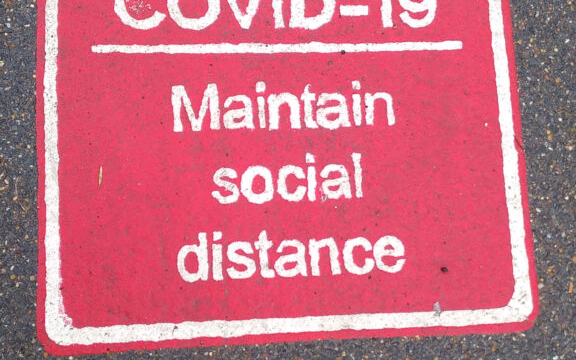 COVID-19
Maintain
social
distance